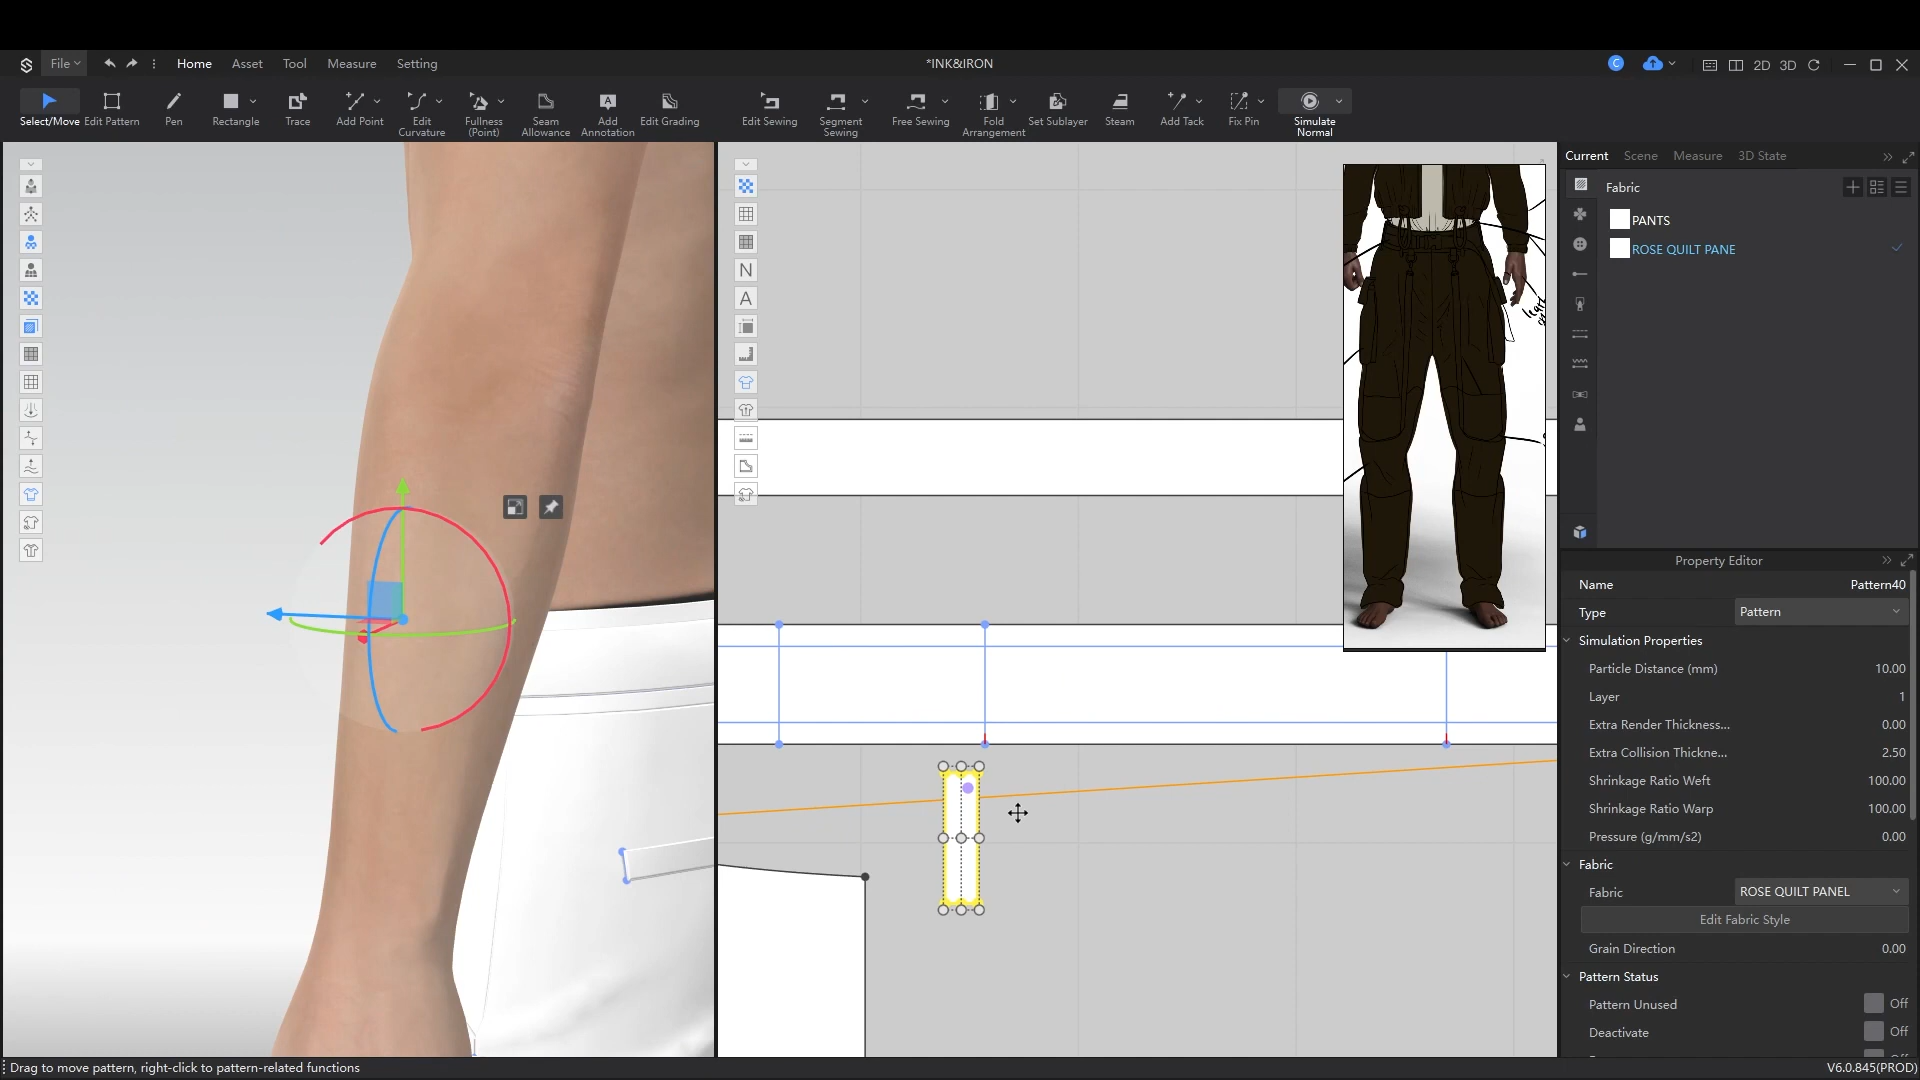 File
Home
Asset
Tool
Measure
Setting
*INK&IRON
C
2D
3D
Select/Move
Edit Pattern
Pen
Rectangle
Trace
Add Point
Edit
Curvature
Fullness
(Point)
Seam
Allowance
Add
Annotation
Edit Grading
Edit Sewing
Segment
Sewing
Free Sewing
Fold
Arrangement
Set Sublayer
Steam
Add Tack
Fix Pin
Simulate
Normal
N
A
Current
Scene
Measure
3D State
Fabric
PANTS
ROSE QUILT PANE
Property Editor
Name Pattern40
Type Pattern
Simulation Properties
Particle Distance (mm) 10.00
Layer 1
Extra Render Thickness... 0.00
Extra Collision Thickne... 2.50
Shrinkage Ratio Weft 100.00
Shrinkage Ratio Warp 100.00
Pressure (g/mm/s2) 0.00
Fabric
Fabric ROSE QUILT PANEL
Edit Fabric Style
Grain Direction 0.00
Pattern Status
Pattern Unused Off
Deactivate Off
Drag to move pattern, right-click to pattern-related functions
V6.0.845(PROD)